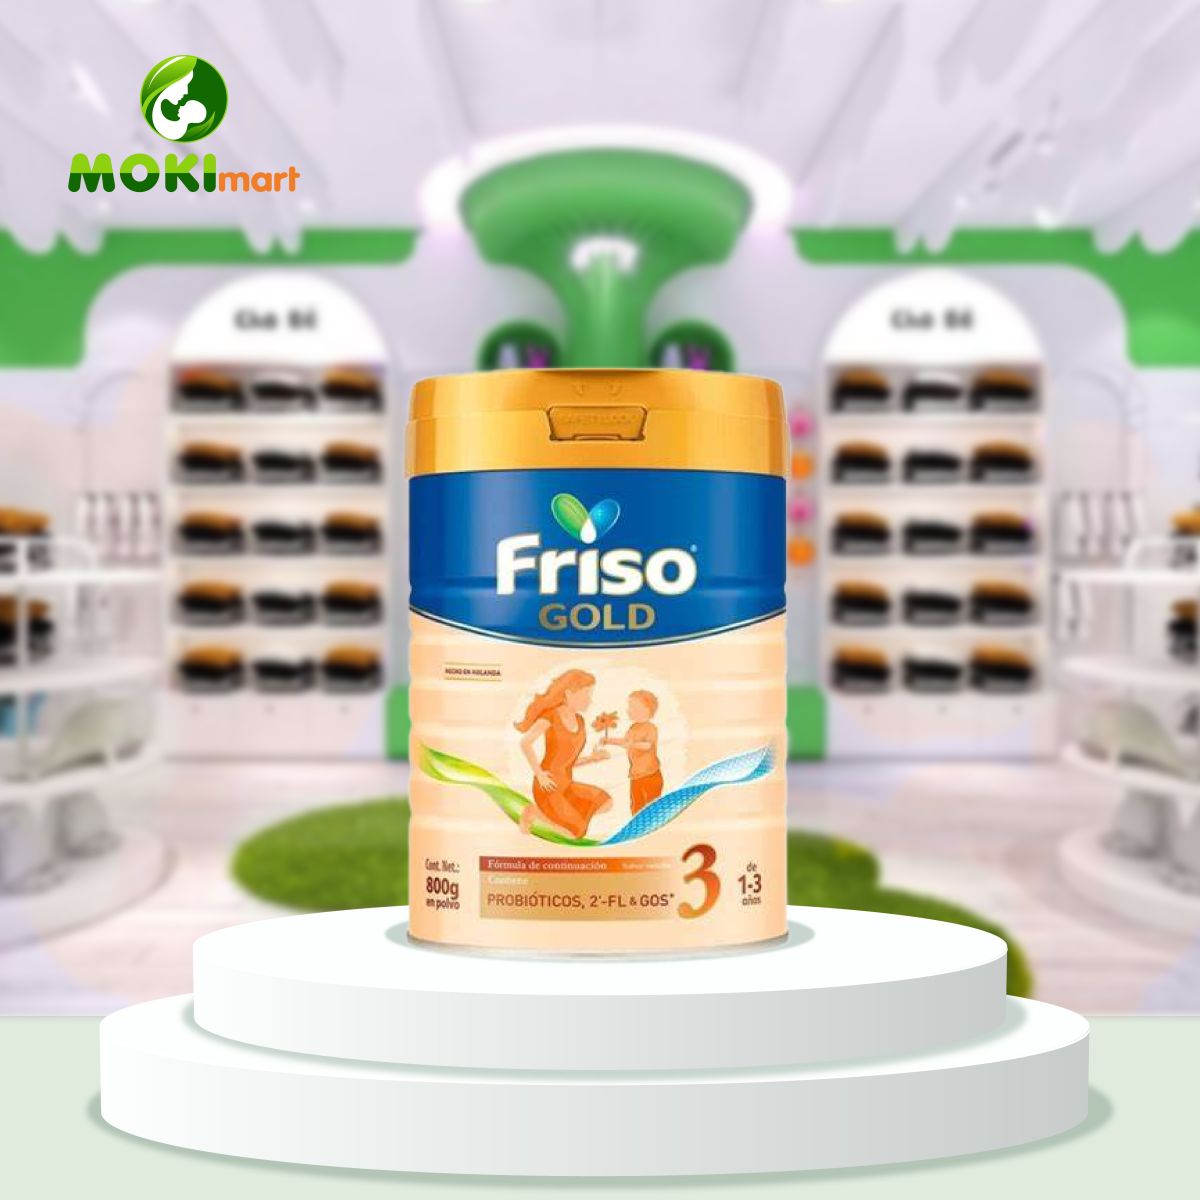 MOKImart
Friso®
GOLD
HECHO EN HOLANDA
Cont. Net.:
800g
en polvo
Fórmula de continuación
Contiene
PROBIÓTICOS, 2'-FL & GOS*
3
de
1-3
años